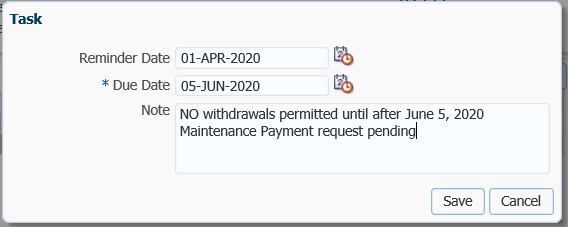 Task
Reminder Date 01-APR-2020
* Due Date 05-JUN-2020
Note NO withdrawals permitted until after June 5, 2020
Maintenance Payment request pending
Save Cancel